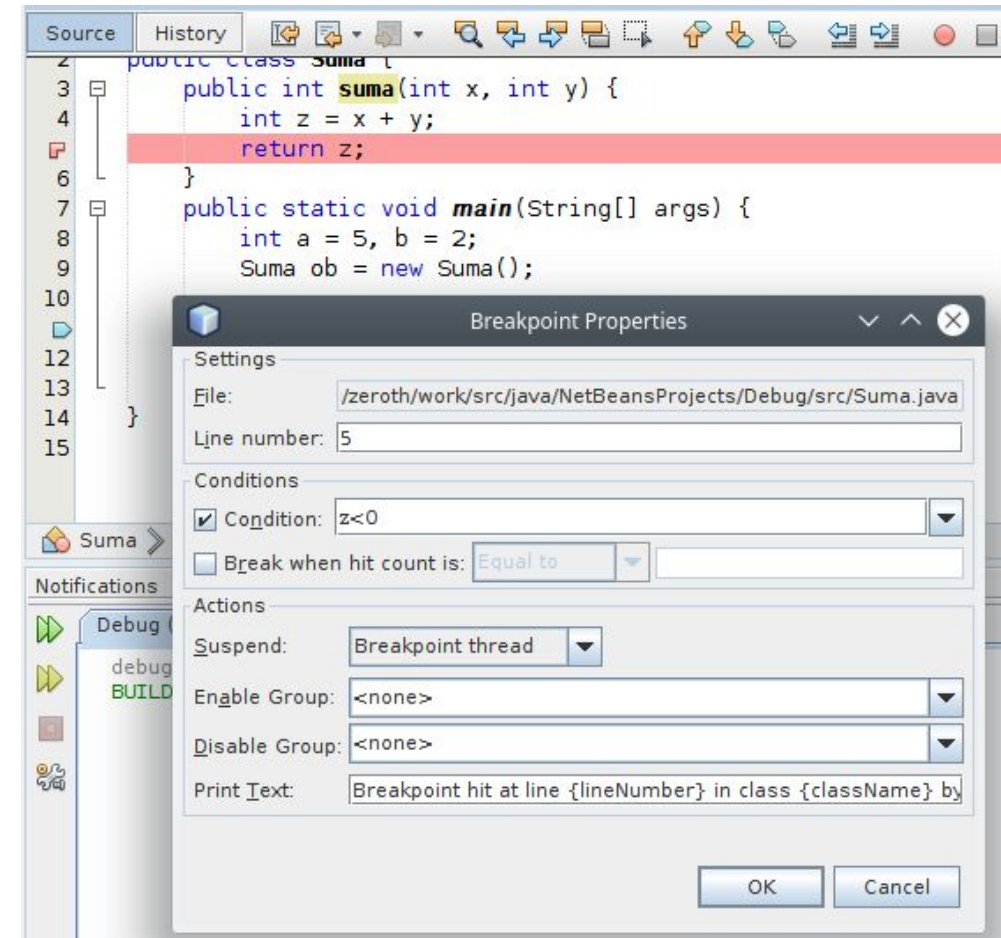 Source History
2 public class Suma {
3 public int suma(int x, int y) {
4 int z = x + y;
return z;
6 }
7 public static void main(String[] args) {
8 int a = 5, b = 2;
9 Suma ob = new Suma();
10
12
13
14 }
15
Breakpoint Properties
Settings
File: /zeroth/work/src/java/NetBeansProjects/Debug/src/Suma.java
Line number: 5
Conditions
Condition: z<0
Break when hit count is: Equal to
Actions
Suspend: Breakpoint thread
Enable Group: <none>
Disable Group: <none>
Print Text: Breakpoint hit at line {lineNumber} in class {className} by
OK Cancel
Suma
Notifications
Debug (
debug
BUILD